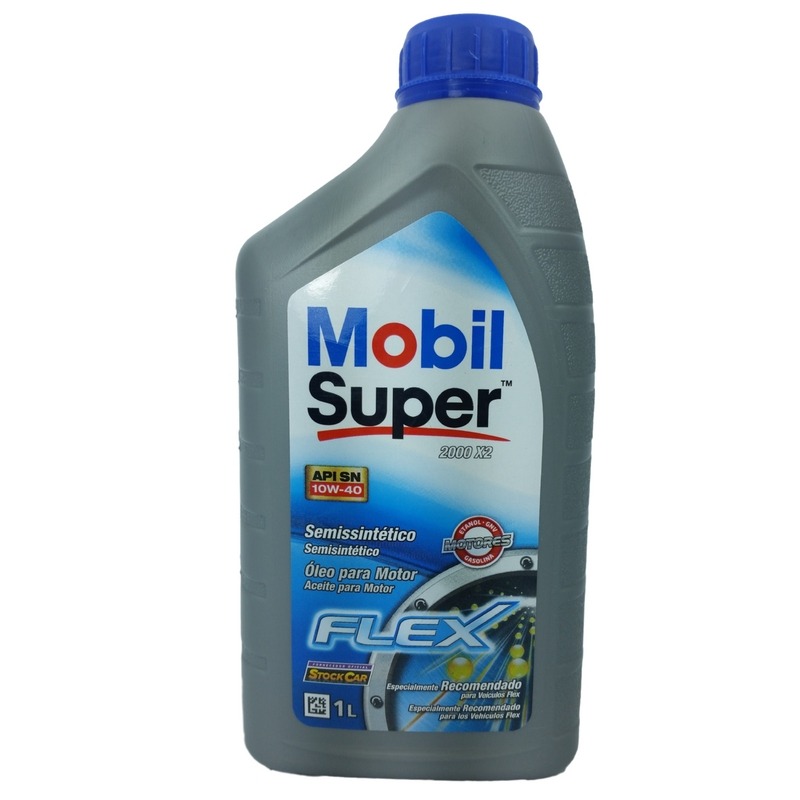 Mobil
Super™
2000 X2
API SN
10W-40
ETANOL · GNV
MOTORES
GASOLINA
Semissintético
Semisintético
Óleo para Motor
Aceite para Motor
FLEX
STOCK CAR
1 L
Especialmente Recomendado
para Veículos Flex
Especialmente Recomendado
para los Vehículos Flex